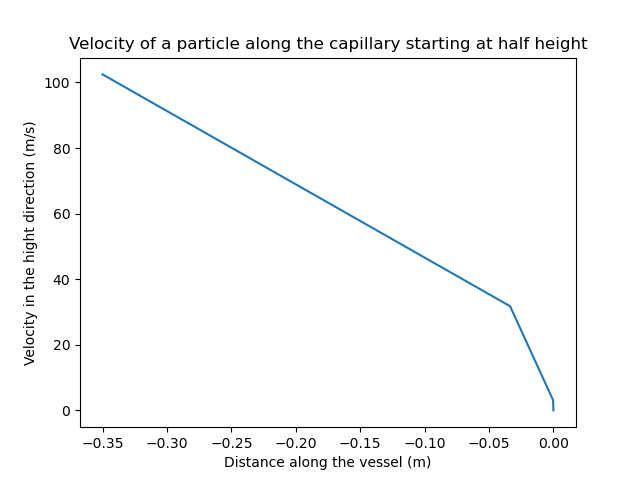 Velocity of a particle along the capillary starting at half height
Velocity in the hight direction (m/s)
100
80
60
40
20
0
−0.35 −0.30 −0.25 −0.20 −0.15 −0.10 −0.05 0.00
Distance along the vessel (m)